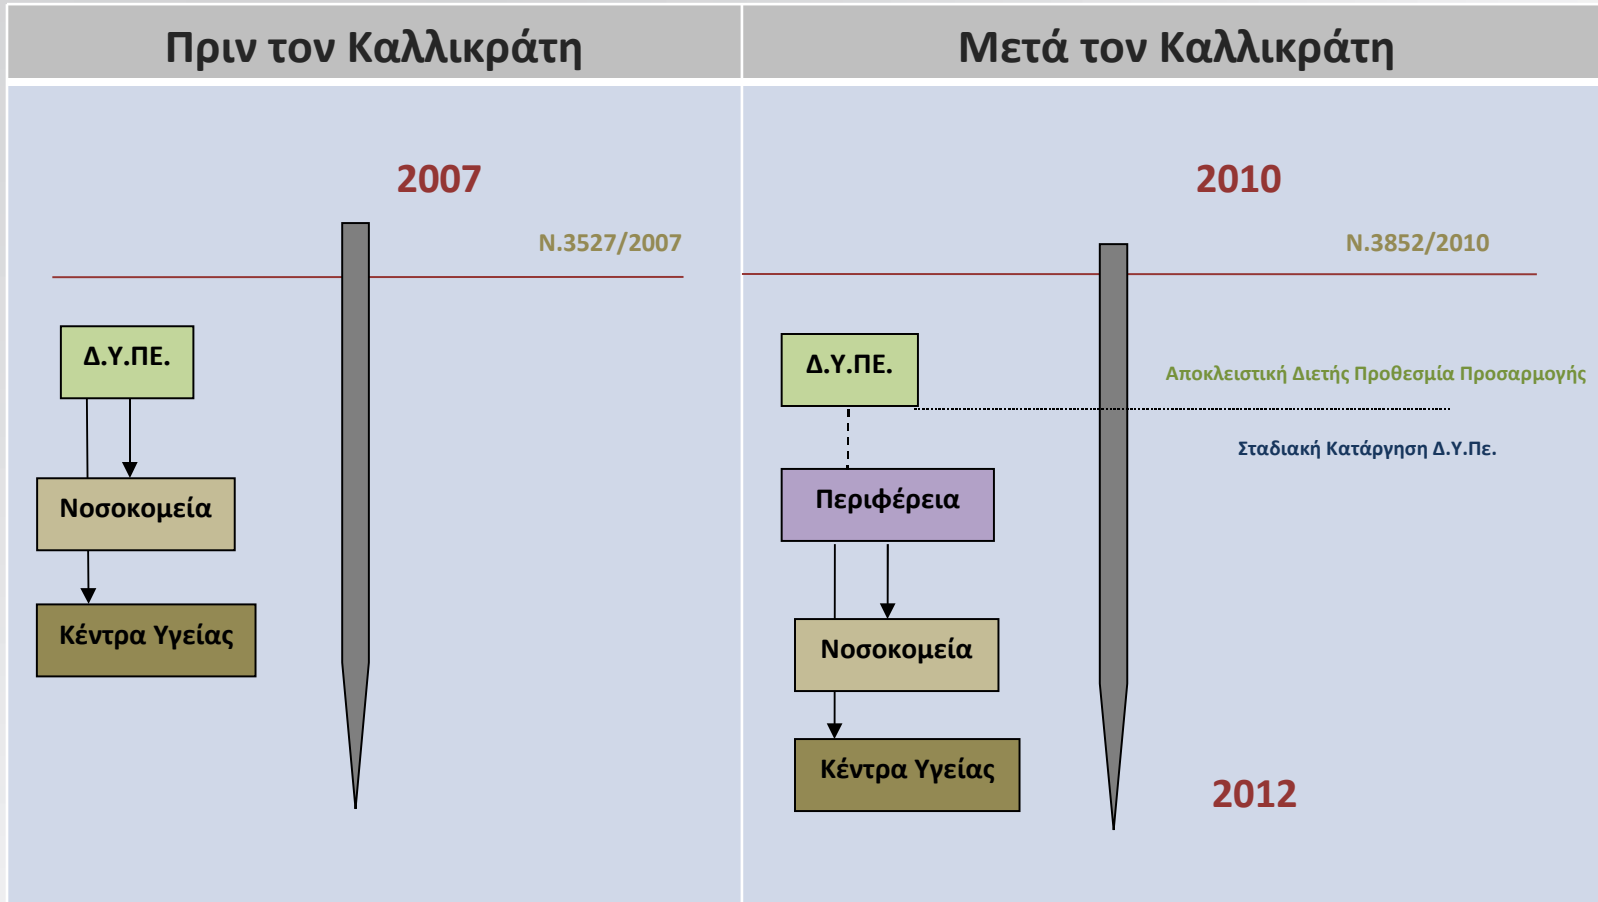 Πριν τον Καλλικράτη
Μετά τον Καλλικράτη
2007
Ν.3527/2007
Δ.Υ.ΠΕ.
Νοσοκομεία
Κέντρα Υγείας
2010
Ν.3852/2010
Δ.Υ.ΠΕ.
Αποκλειστική Διετής Προθεσμία Προσαρμογής
Σταδιακή Κατάργηση Δ.Υ.Πε.
Περιφέρεια
Νοσοκομεία
Κέντρα Υγείας
2012